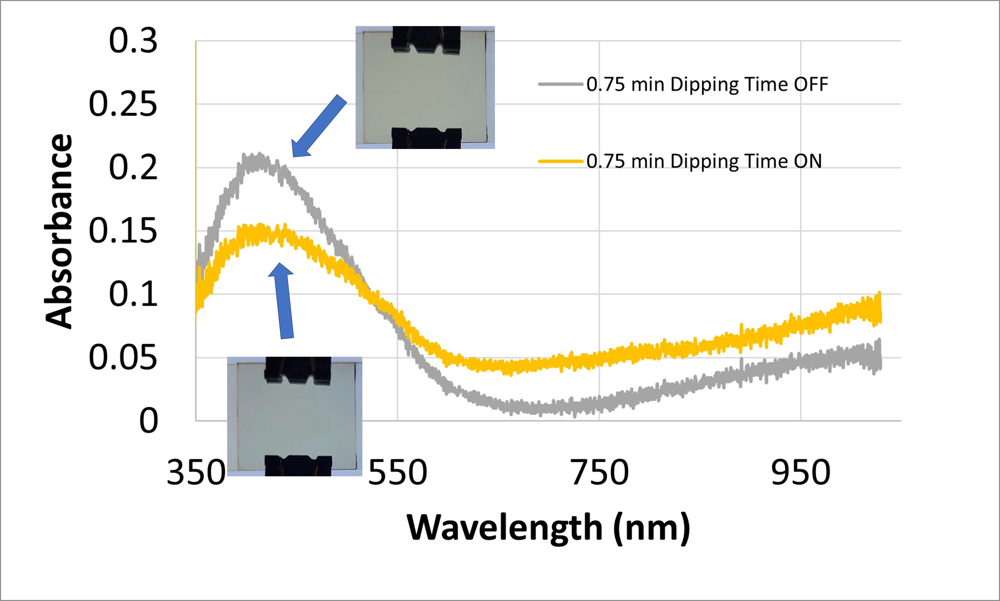 0.3
0.25
0.2
0.15
0.1
0.05
0
Absorbance
0.75 min Dipping Time OFF
0.75 min Dipping Time ON
350 550 750 950
Wavelength (nm)